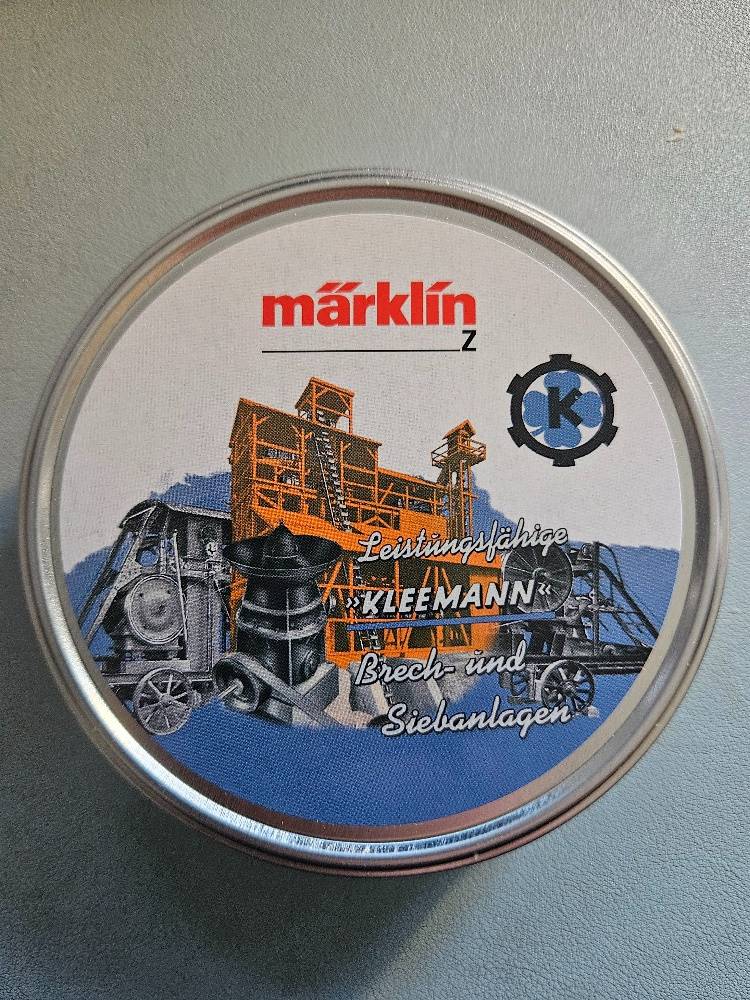 märklin
Z
K
Leistungsfähige
»KLEEMANN«
Brech- und
Siebanlagen